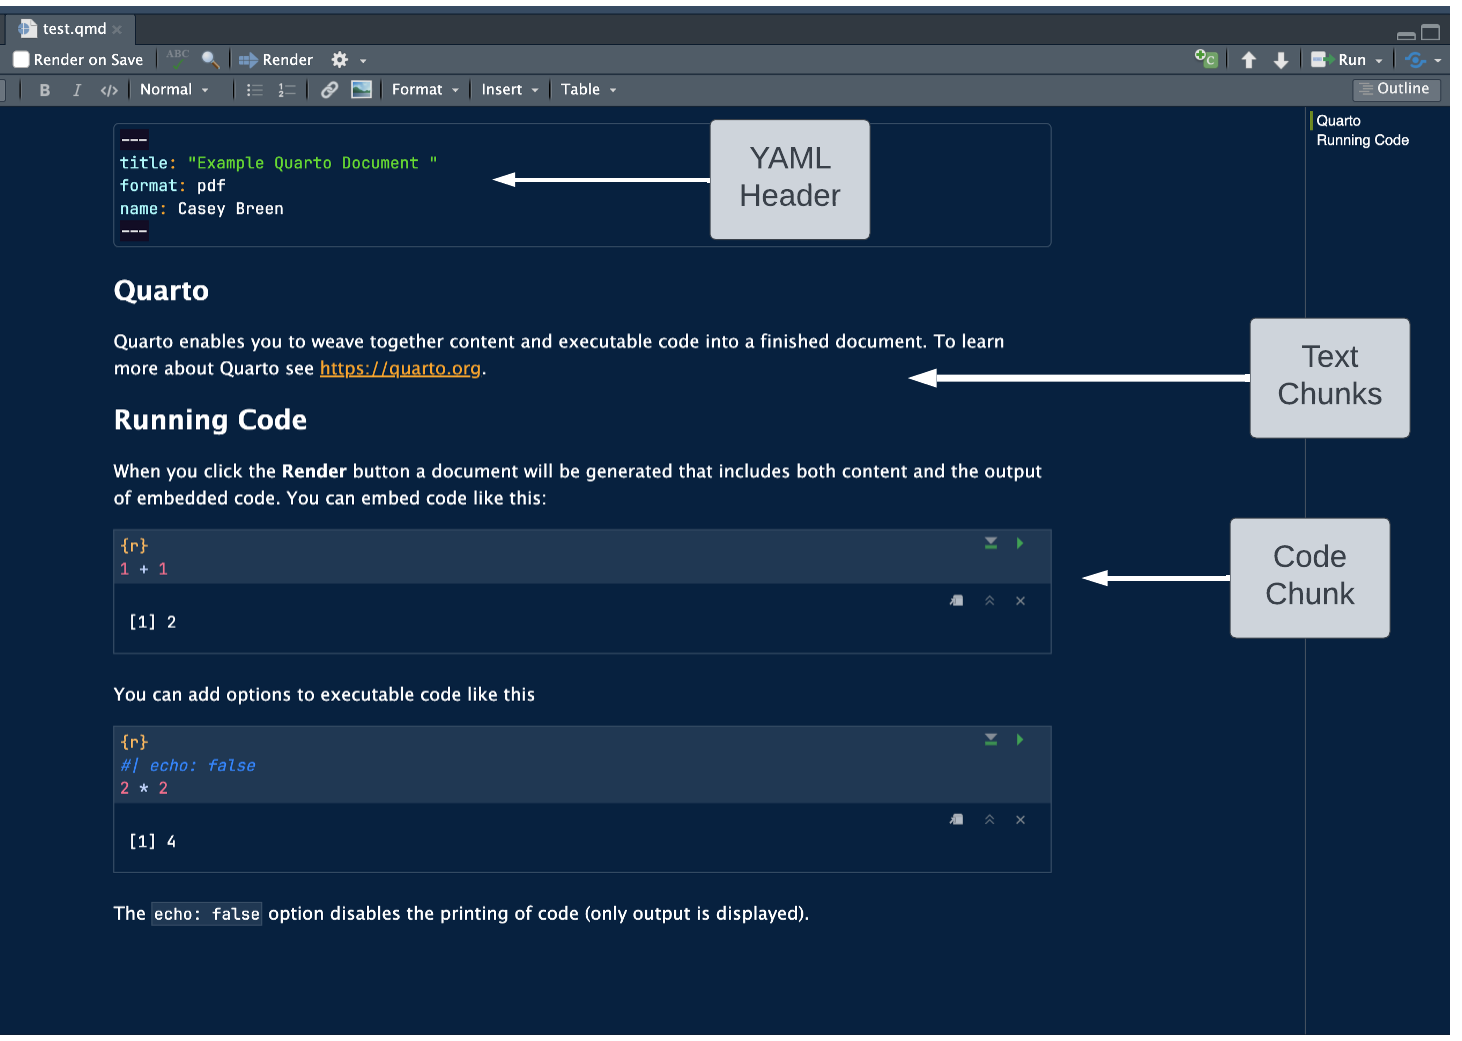 test.qmd
Render on Save ABC Render Run
B I </> Normal Format Insert Table Outline
---
title: "Example Quarto Document "
format: pdf
name: Casey Breen
---
YAML
Header
Quarto
Running Code
Quarto
Quarto enables you to weave together content and executable code into a finished document. To learn
more about Quarto see https://quarto.org.
Text
Chunks
Running Code
When you click the Render button a document will be generated that includes both content and the output
of embedded code. You can embed code like this:
{r}
1 + 1
[1] 2
Code
Chunk
You can add options to executable code like this
{r}
#| echo: false
2 * 2
[1] 4
The echo: false option disables the printing of code (only output is displayed).